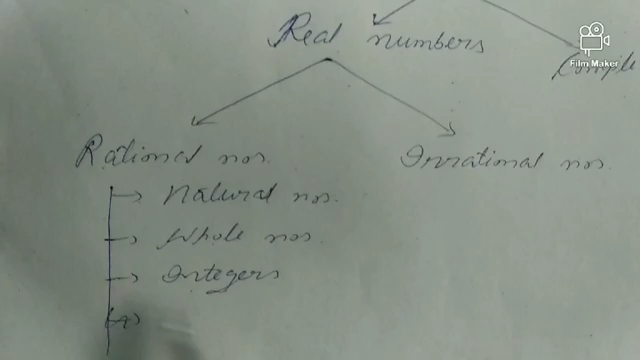 Real numbers
Film Maker
Rational nos.
Irrational nos.
Natural nos.
Whole nos.
Integers